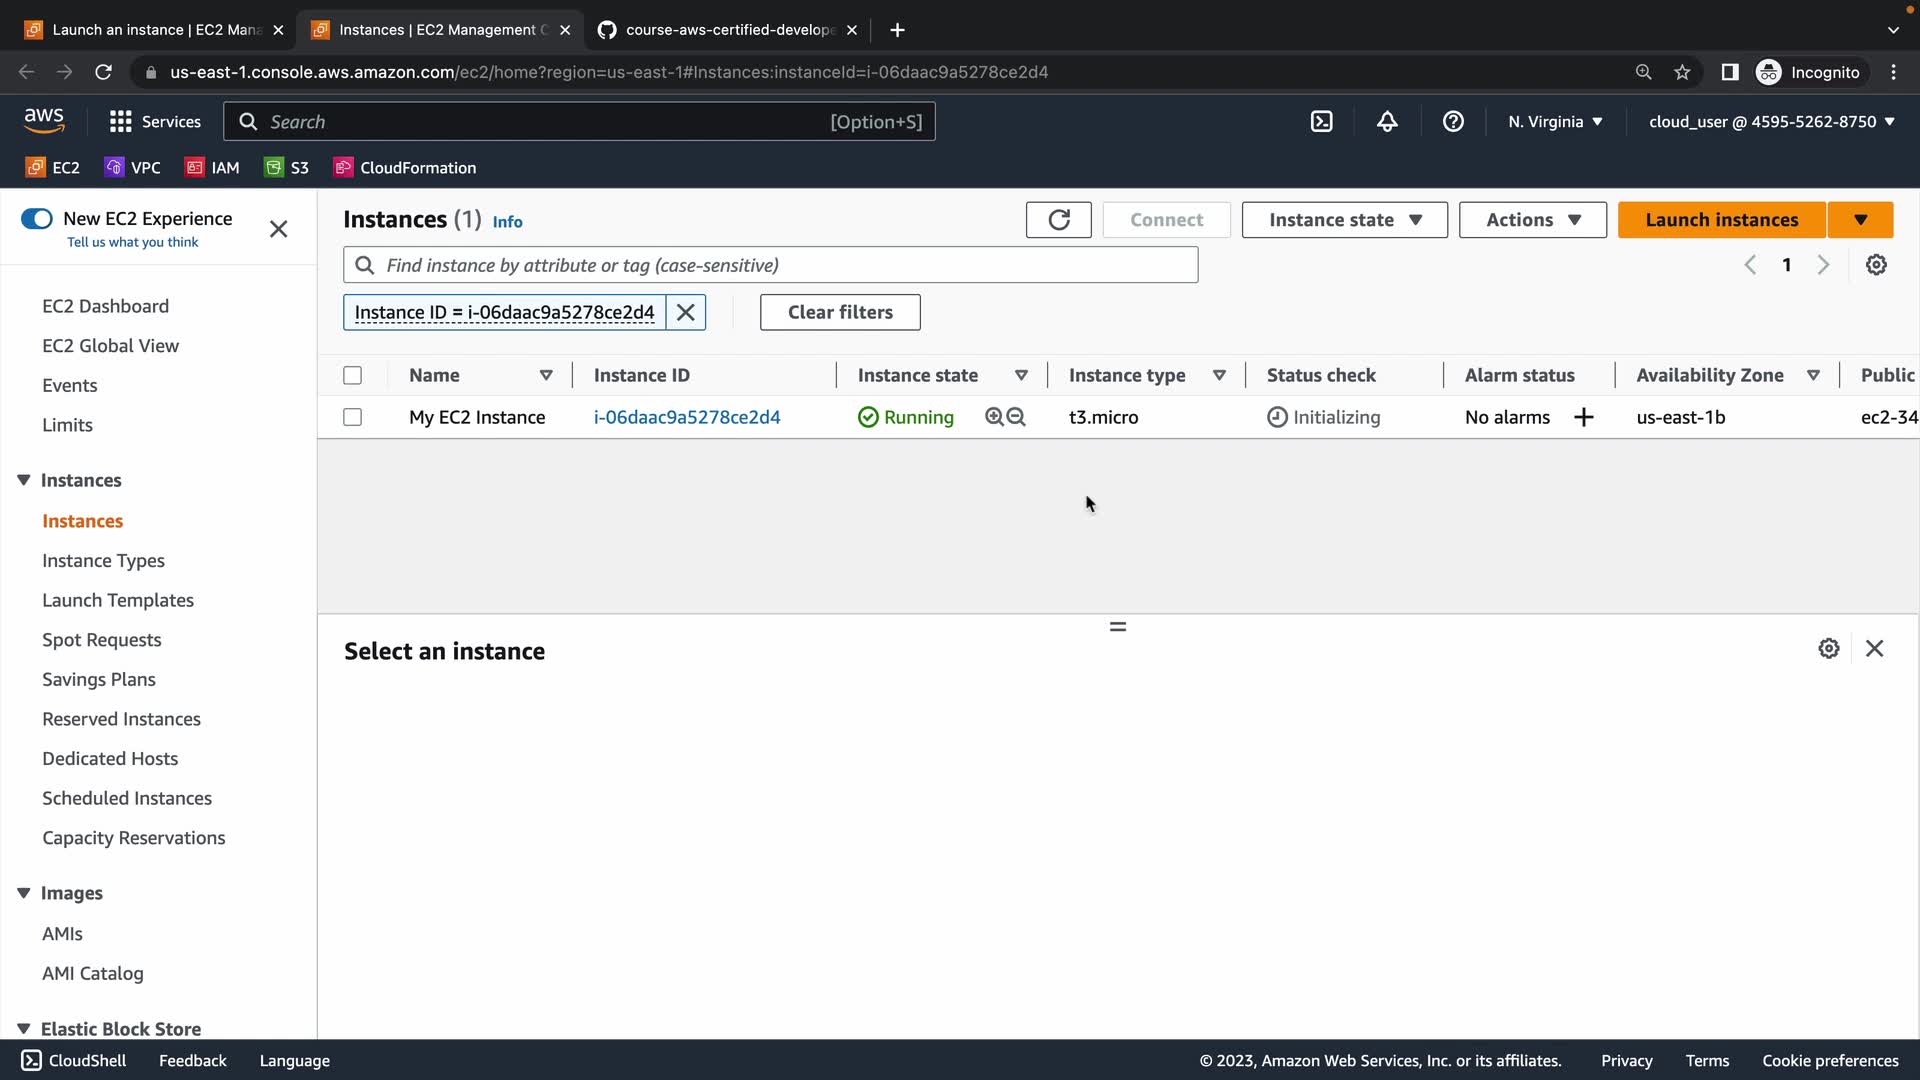 Launch an instance | EC2 Mana
Instances | EC2 Management C
course-aws-certified-develope
us-east-1.console.aws.amazon.com/ec2/home?region=us-east-1#Instances:instanceId=i-06daac9a5278ce2d4
Incognito
aws
Services
Search
[Option+S]
N. Virginia
cloud_user @ 4595-5262-8750
EC2
VPC
IAM
S3
CloudFormation
New EC2 Experience
Tell us what you think
EC2 Dashboard
EC2 Global View
Events
Limits
Instances
Instances
Instance Types
Launch Templates
Spot Requests
Savings Plans
Reserved Instances
Dedicated Hosts
Scheduled Instances
Capacity Reservations
Images
AMIs
AMI Catalog
Elastic Block Store
Instances (1) Info
Connect
Instance state
Actions
Launch instances
Find instance by attribute or tag (case-sensitive)
1
Instance ID = i-06daac9a5278ce2d4
Clear filters
Name
Instance ID
Instance state
Instance type
Status check
Alarm status
Availability Zone
Public
My EC2 Instance
i-06daac9a5278ce2d4
Running
t3.micro
Initializing
No alarms
us-east-1b
ec2-34
Select an instance
CloudShell
Feedback
Language
© 2023, Amazon Web Services, Inc. or its affiliates.
Privacy
Terms
Cookie preferences